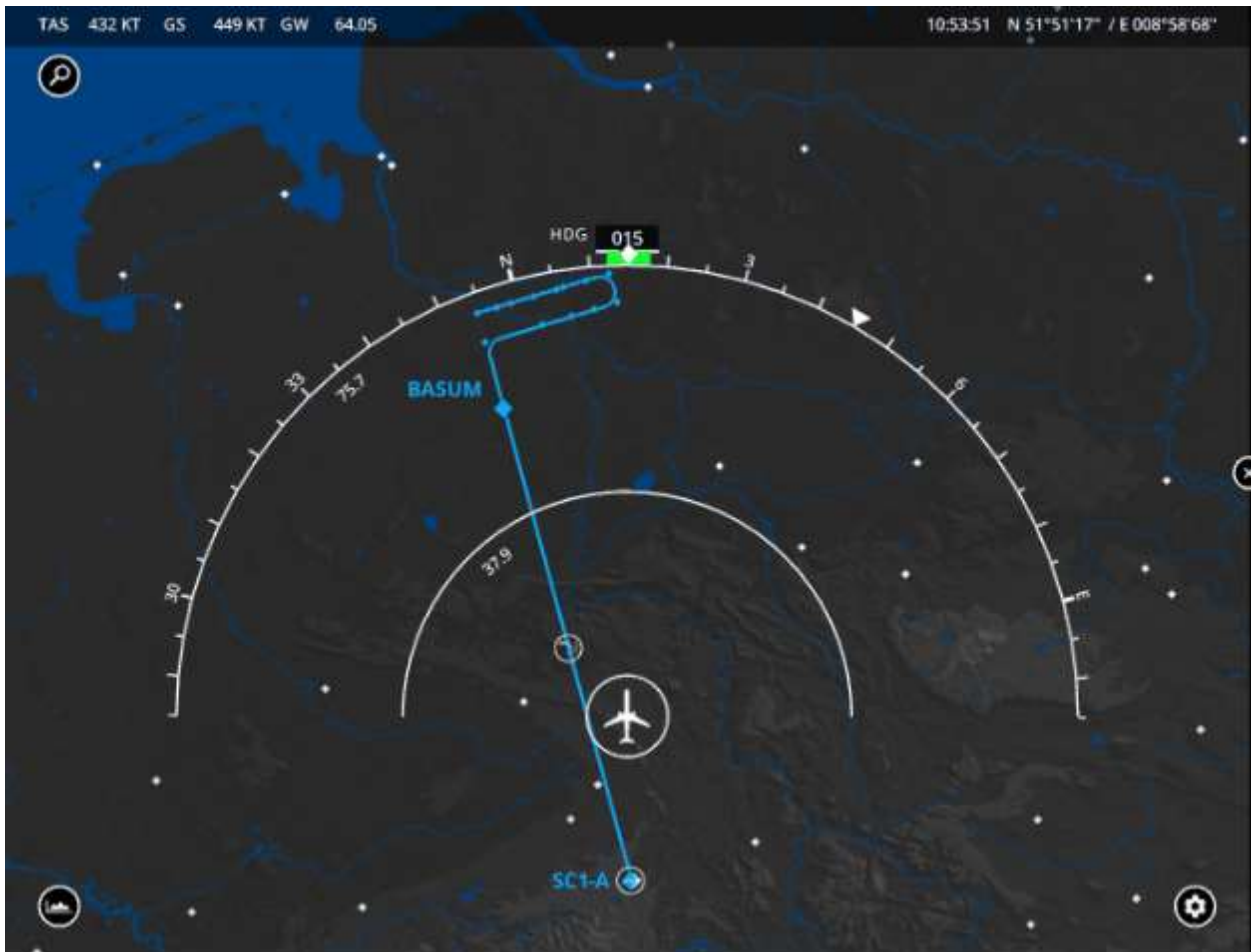 TAS 432 KT GS 449 KT GW 64.05
10:53:51 N 51°51'17" / E 008°58'68"
HDG 015
N
3
33
75.7
6
BASUM
37.9
30
E
SC1-A